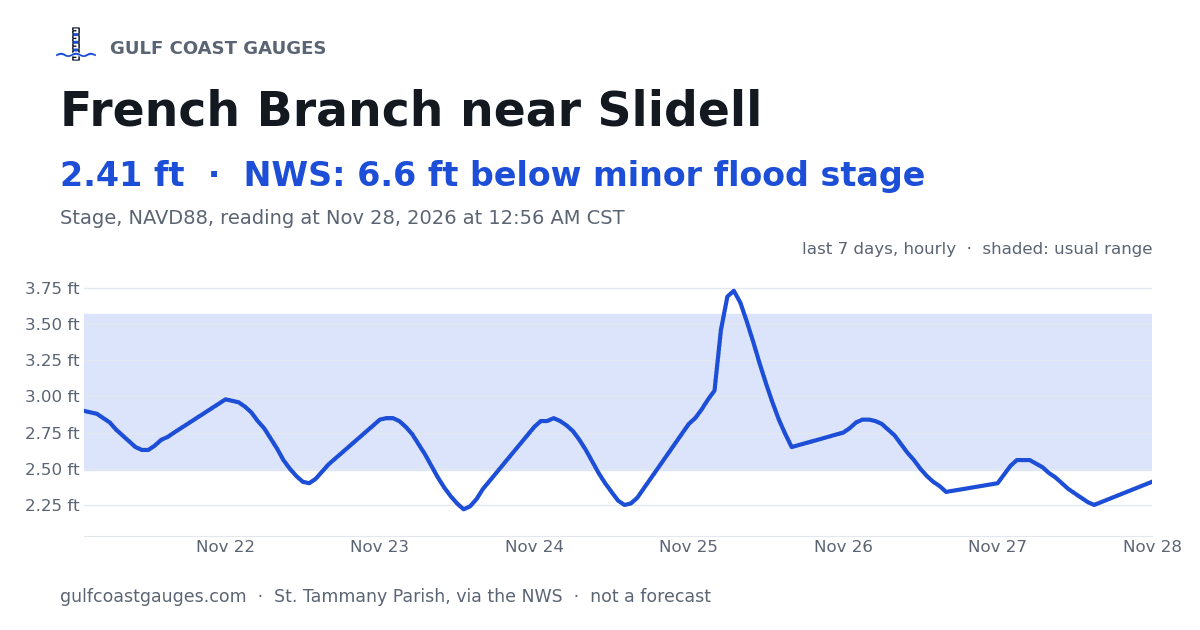 GULF COAST GAUGES
French Branch near Slidell
2.41 ft · NWS: 6.6 ft below minor flood stage
Stage, NAVD88, reading at Nov 28, 2026 at 12:56 AM CST
last 7 days, hourly · shaded: usual range
3.75 ft
3.50 ft
3.25 ft
3.00 ft
2.75 ft
2.50 ft
2.25 ft
Nov 22 Nov 23 Nov 24 Nov 25 Nov 26 Nov 27 Nov 28
gulfcoastgauges.com · St. Tammany Parish, via the NWS · not a forecast